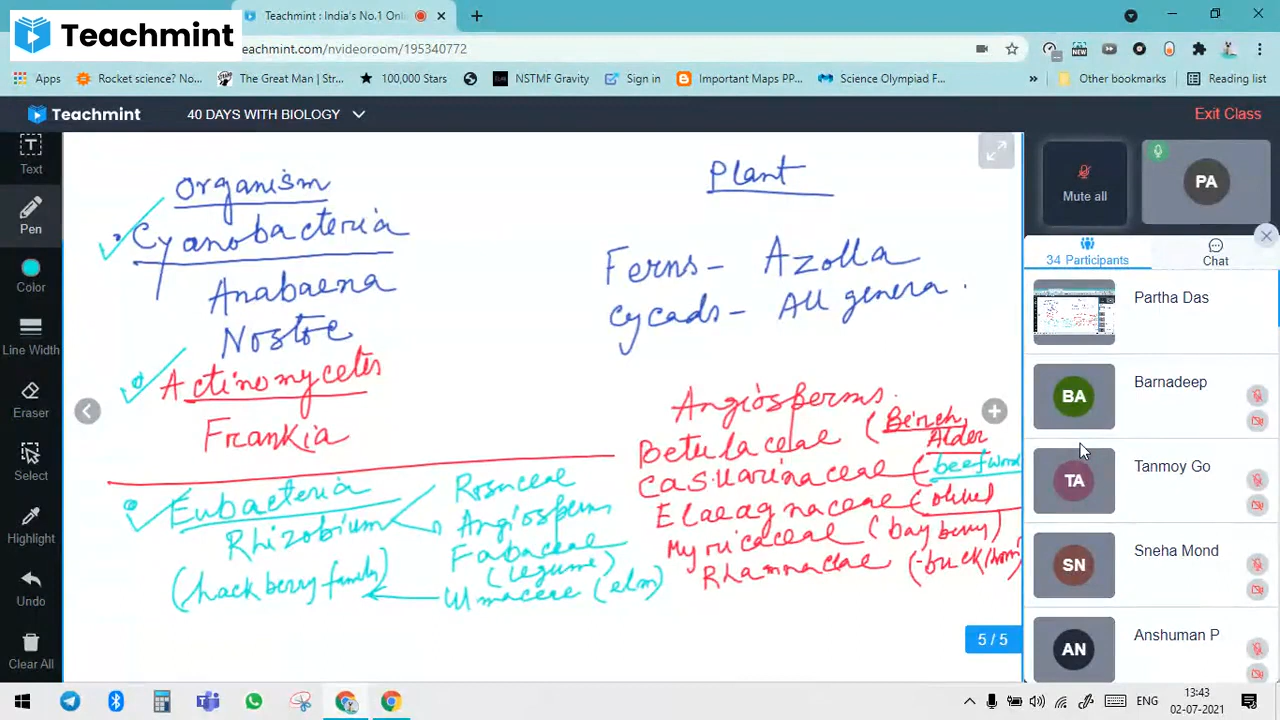 Teachmint : India's No.1 Onli
Teachmint
eachmint.com/nvideoroom/195340772
Apps
Rocket science? No...
The Great Man | Str...
100,000 Stars
NSTMF Gravity
Sign in
Important Maps PP...
Science Olympiad F...
Other bookmarks
Reading list
Teachmint
40 DAYS WITH BIOLOGY
Exit Class
Text
Pen
Color
Line Width
Eraser
Select
Highlight
Undo
Clear All
Organism
Plant
Cyanobacteria
Anabaena
Nostoc
Ferns - Azolla
Cycads - All genera.
Actinomycetes
Frankia
Angiosperms.
Betulaceae (Birch,
Alder
Casuarinaceae (beefwood
Elaeagnaceae (olives
Myricaceae (bay berry)
Rhamnaceae (buckthorn)
Eubacteria
Rhizobium
Rosaceae
Angiosperm
Fabaceae
(legume)
(hackberry family)
Ulmaceae (elm)
5 / 5
Mute all
PA
34 Participants
Chat
Partha Das
BA
Barnadeep
TA
Tanmoy Go
SN
Sneha Mond
AN
Anshuman P
ENG
13:43
02-07-2021